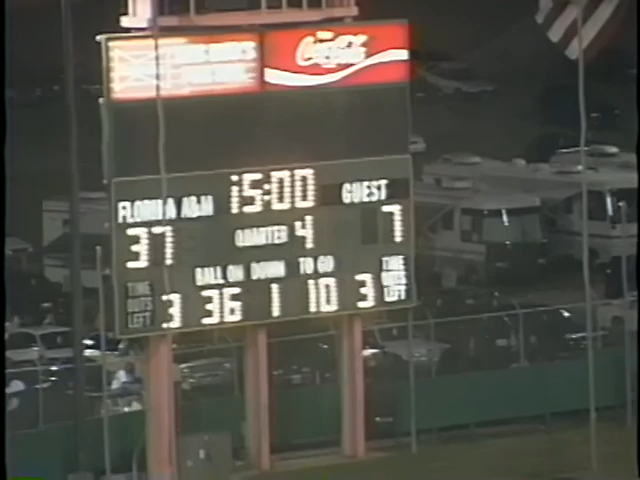 Coca-Cola
FLORIDA A&M 15:00 GUEST
37 QUARTER 4 7
BALL ON DOWN TO GO
TIME OUTS LEFT 3 36 1 10 3 TIME OUTS LEFT